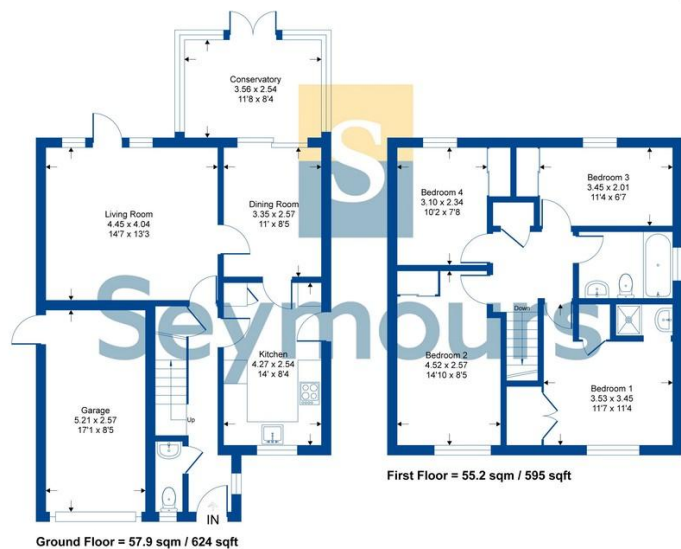 Conservatory
3.56 x 2.54
11'8 x 8'4
S
Living Room
4.45 x 4.04
14'7 x 13'3
Dining Room
3.35 x 2.57
11' x 8'5
Seymours
Garage
5.21 x 2.57
17'1 x 8'5
Up
Kitchen
4.27 x 2.54
14' x 8'4
IN
Ground Floor = 57.9 sqm / 624 sqft
Bedroom 4
3.10 x 2.34
10'2 x 7'8
Bedroom 3
3.45 x 2.01
11'4 x 6'7
Down
Bedroom 2
4.52 x 2.57
14'10 x 8'5
Bedroom 1
3.53 x 3.45
11'7 x 11'4
First Floor = 55.2 sqm / 595 sqft